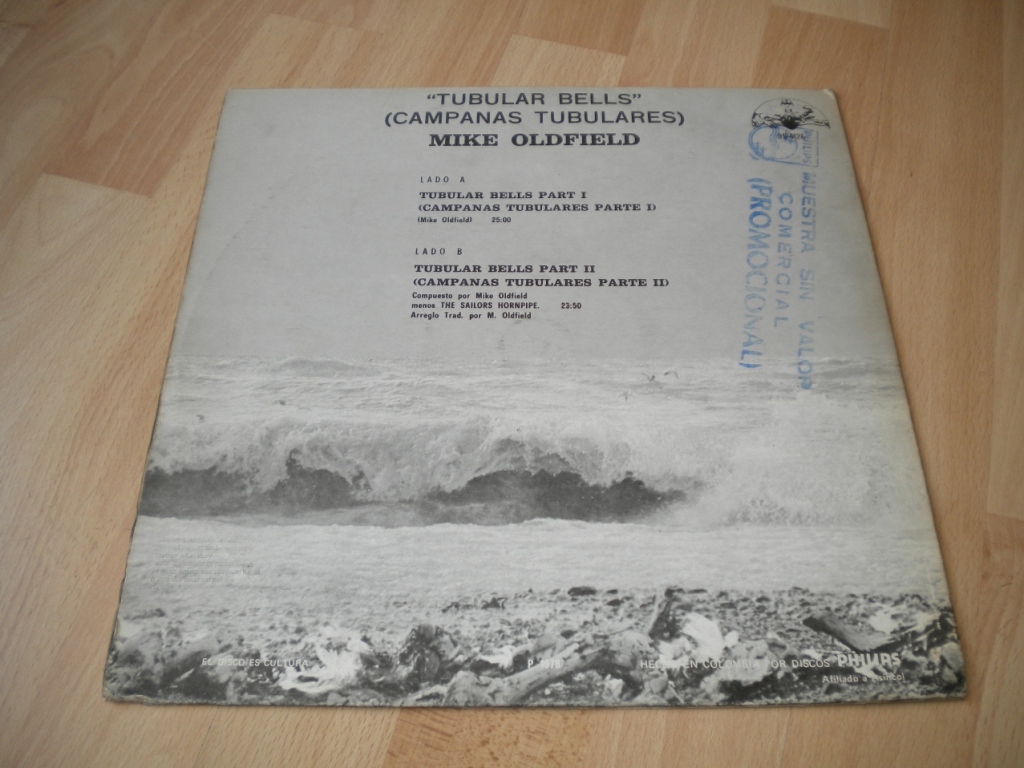 “TUBULAR BELLS”
(CAMPANAS TUBULARES)
MIKE OLDFIELD
LADO A
TUBULAR BELLS PART I
(CAMPANAS TUBULARES PARTE I)
(Mike Oldfield) 25:00
LADO B
TUBULAR BELLS PART II
(CAMPANAS TUBULARES PARTE II)
Compuesto por Mike Oldfield
menos THE SAILORS HORNPIPE. 23:50
Arreglo Trad. por M. Oldfield
MUESTRA SIN VALOR
COMERCIAL
(PROMOCIONAL)
EL DISCO ES CULTURA
P
HECHO EN COLOMBIA POR DISCOS PHILIPS
Afiliado a